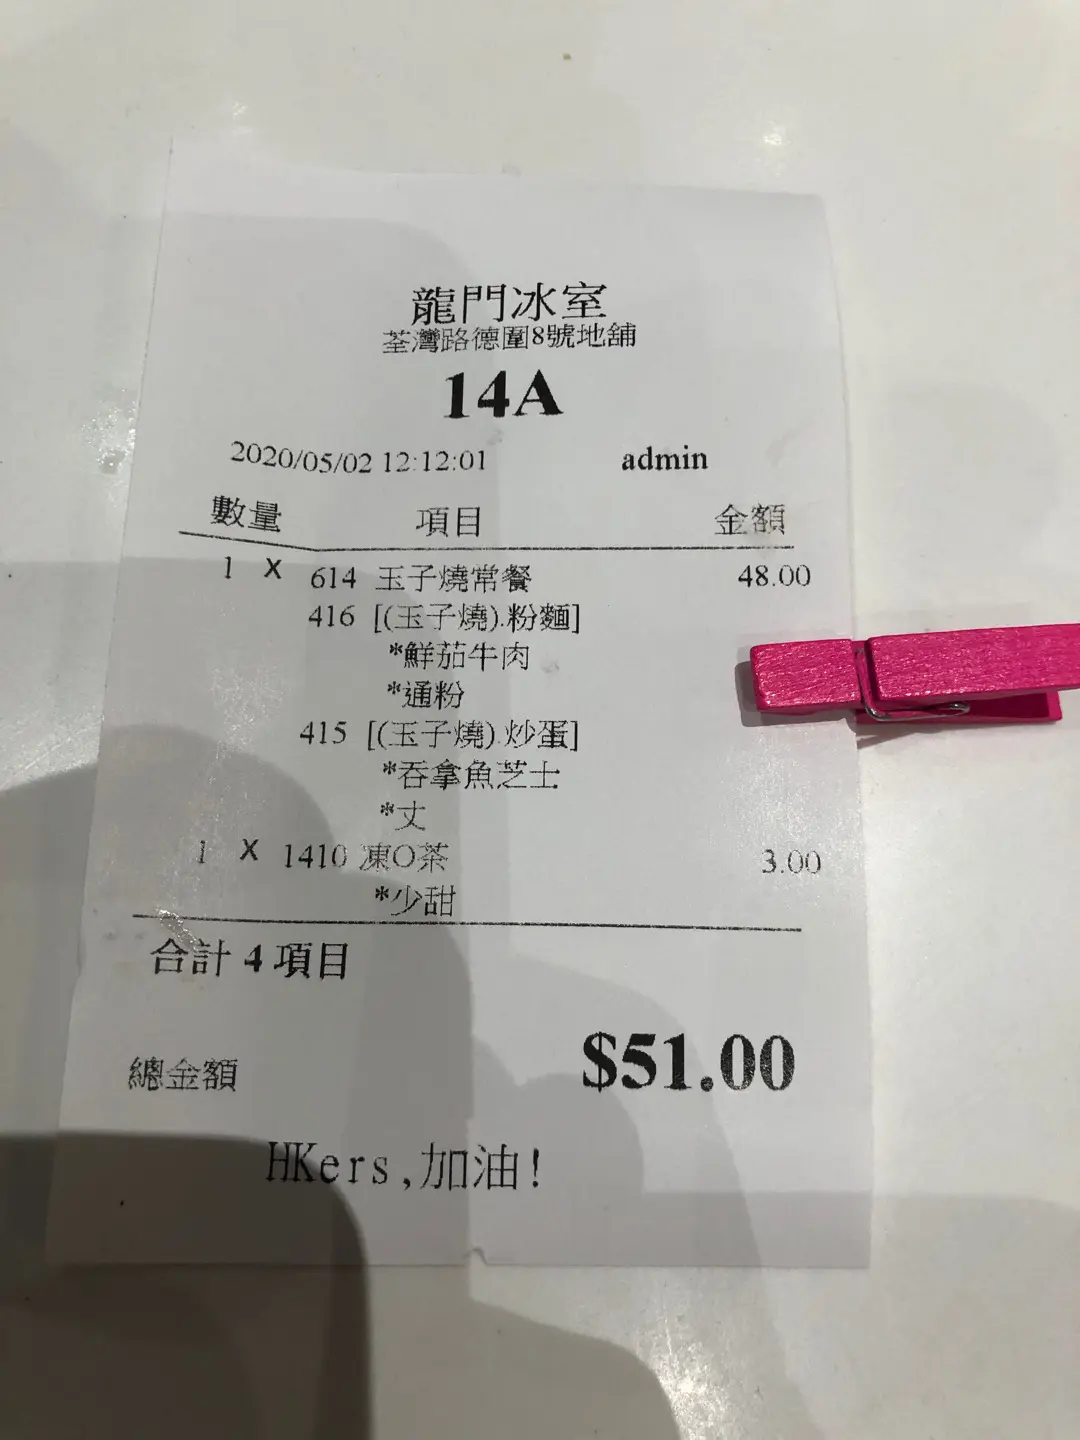 龍門冰室
荃灣路德圍8號地舖
14A
2020/05/02 12:12:01 admin
數量 項目 金額
1 X 614 玉子燒常餐 48.00
416 [(玉子燒).粉麵]
*鮮茄牛肉
*通粉
415 [(玉子燒).炒蛋]
*吞拿魚芝士
*丈
1 X 1410 凍O茶 3.00
*少甜
合計 4 項目
總金額 $51.00
HKers,加油!